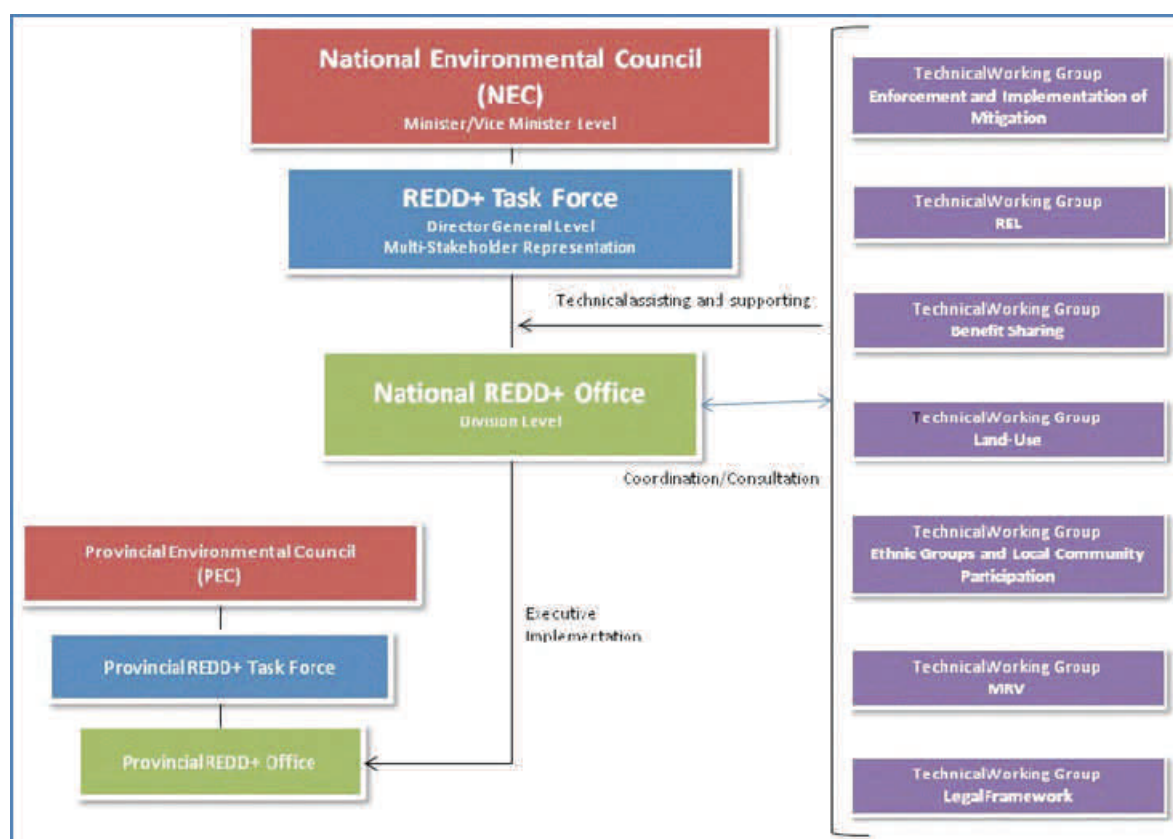 National Environmental Council
(NEC)
Minister/Vice Minister Level
REDD+ Task Force
Director General Level
Multi-Stakeholder Representation
Technicalassisting and supporting
National REDD+ Office
Division Level
Coordination/Consultation
Provincial Environmental Council
(PEC)
Provincial REDD+ Task Force
Provincial REDD+ Office
Executive
Implementation
TechnicalWorking Group
Enforcement and Implementation of
Mitigation
TechnicalWorking Group
REL
TechnicalWorking Group
Benefit Sharing
TechnicalWorking Group
Land-Use
TechnicalWorking Group
Ethnic Groups and Local Community
Participation
TechnicalWorking Group
MRV
TechnicalWorking Group
LegalFramework